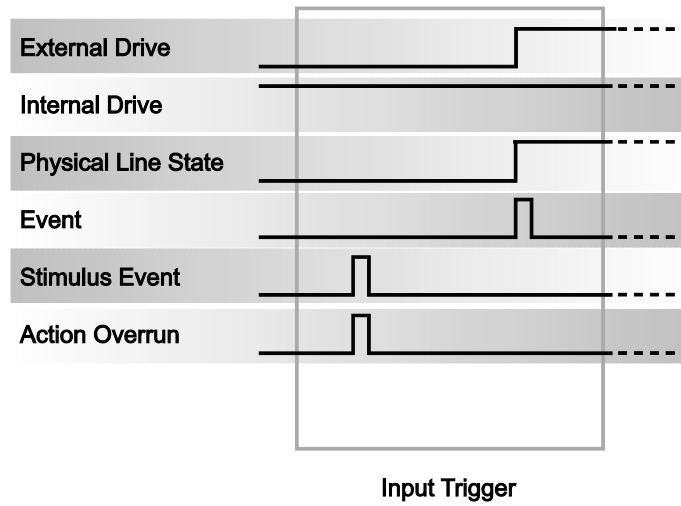 External Drive
Internal Drive
Physical Line State
Event
Stimulus Event
Action Overrun
Input Trigger